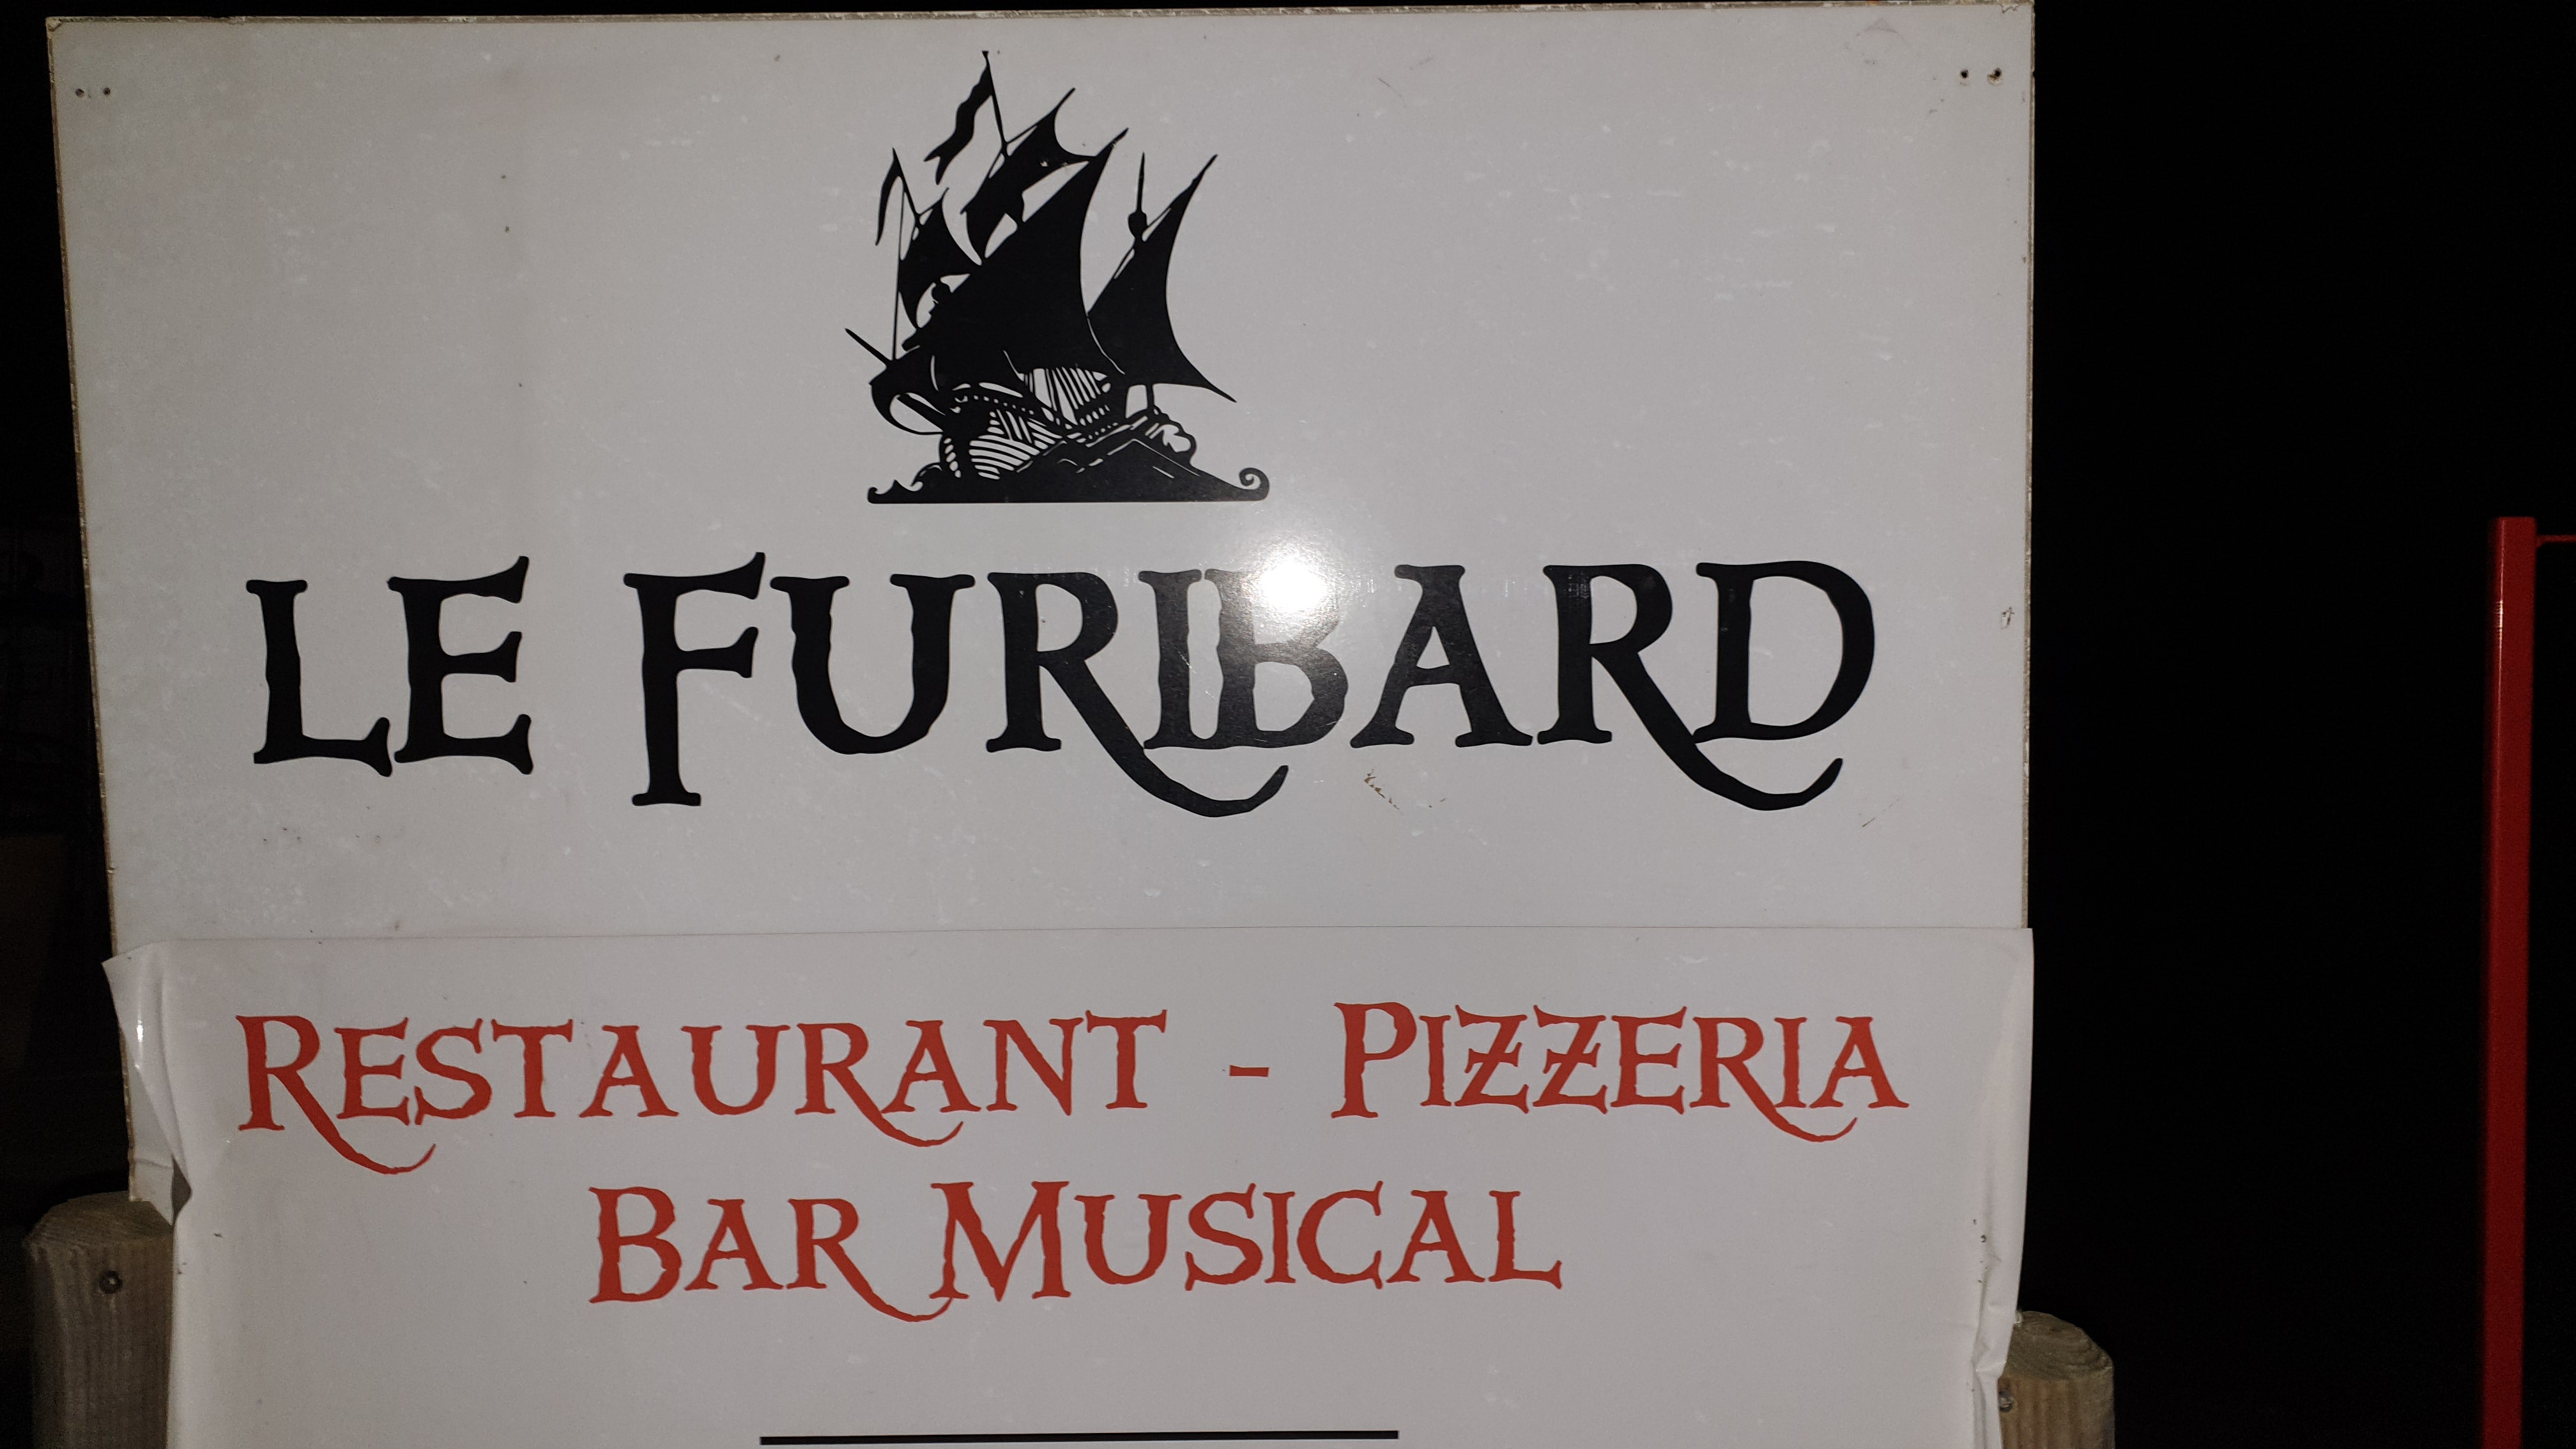 LE FURIBARD
RESTAURANT - PIZZERIA
BAR MUSICAL